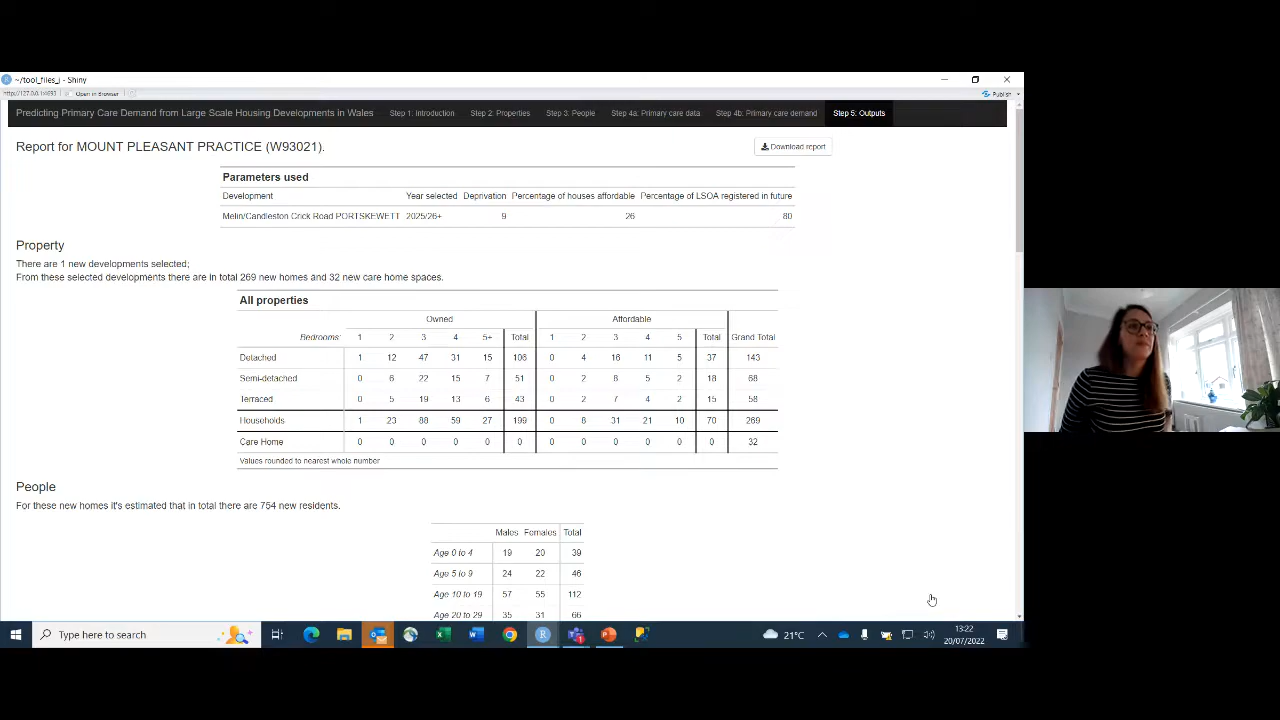 ~/tool_files_i - Shiny
http://127.0.0.1:4693 Open in Browser
Publish
Predicting Primary Care Demand from Large Scale Housing Developments in Wales Step 1: Introduction Step 2: Properties Step 3: People Step 4a: Primary care data Step 4b: Primary care demand Step 5: Outputs
Report for MOUNT PLEASANT PRACTICE (W93021).
Download report
Parameters used
Development Year selected Deprivation Percentage of houses affordable Percentage of LSOA registered in future
Melin/Candleston Crick Road PORTSKEWETT 2025/26+ 9 26 80
Property
There are 1 new developments selected;
From these selected developments there are in total 269 new homes and 32 new care home spaces.
All properties
Owned Affordable
Bedrooms: 1 2 3 4 5+ Total 1 2 3 4 5 Total Grand Total
Detached 1 12 47 31 15 106 0 4 16 11 5 37 143
Semi-detached 0 6 22 15 7 51 0 2 8 5 2 18 68
Terraced 0 5 19 13 6 43 0 2 7 4 2 15 58
Households 1 23 88 59 27 199 0 8 31 21 10 70 269
Care Home 0 0 0 0 0 0 0 0 0 0 0 0 32
Values rounded to nearest whole number
People
For these new homes it's estimated that in total there are 754 new residents.
Males Females Total
Age 0 to 4 19 20 39
Age 5 to 9 24 22 46
Age 10 to 19 57 55 112
Age 20 to 29 35 31 66
Type here to search
21°C
13:22
20/07/2022